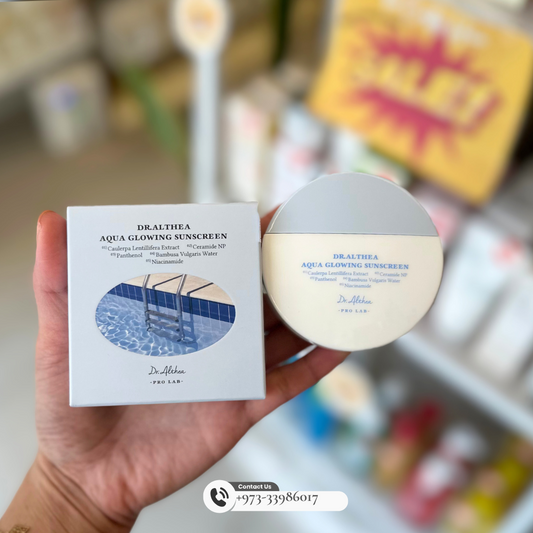 SALE!
DR.ALTHEA
AQUA GLOWING SUNSCREEN
Caulerpa Lentillifera Extract Ceramide NP
Panthenol Bambusa Vulgaris Water
Niacinamide
Dr.Althea
-PRO LAB-
DR.ALTHEA
AQUA GLOWING SUNSCREEN
Caulerpa Lentillifera Extract Ceramide NP
Panthenol Bambusa Vulgaris Water
Niacinamide
Dr.Althea
-PRO LAB-
Contact Us
+973-33986017